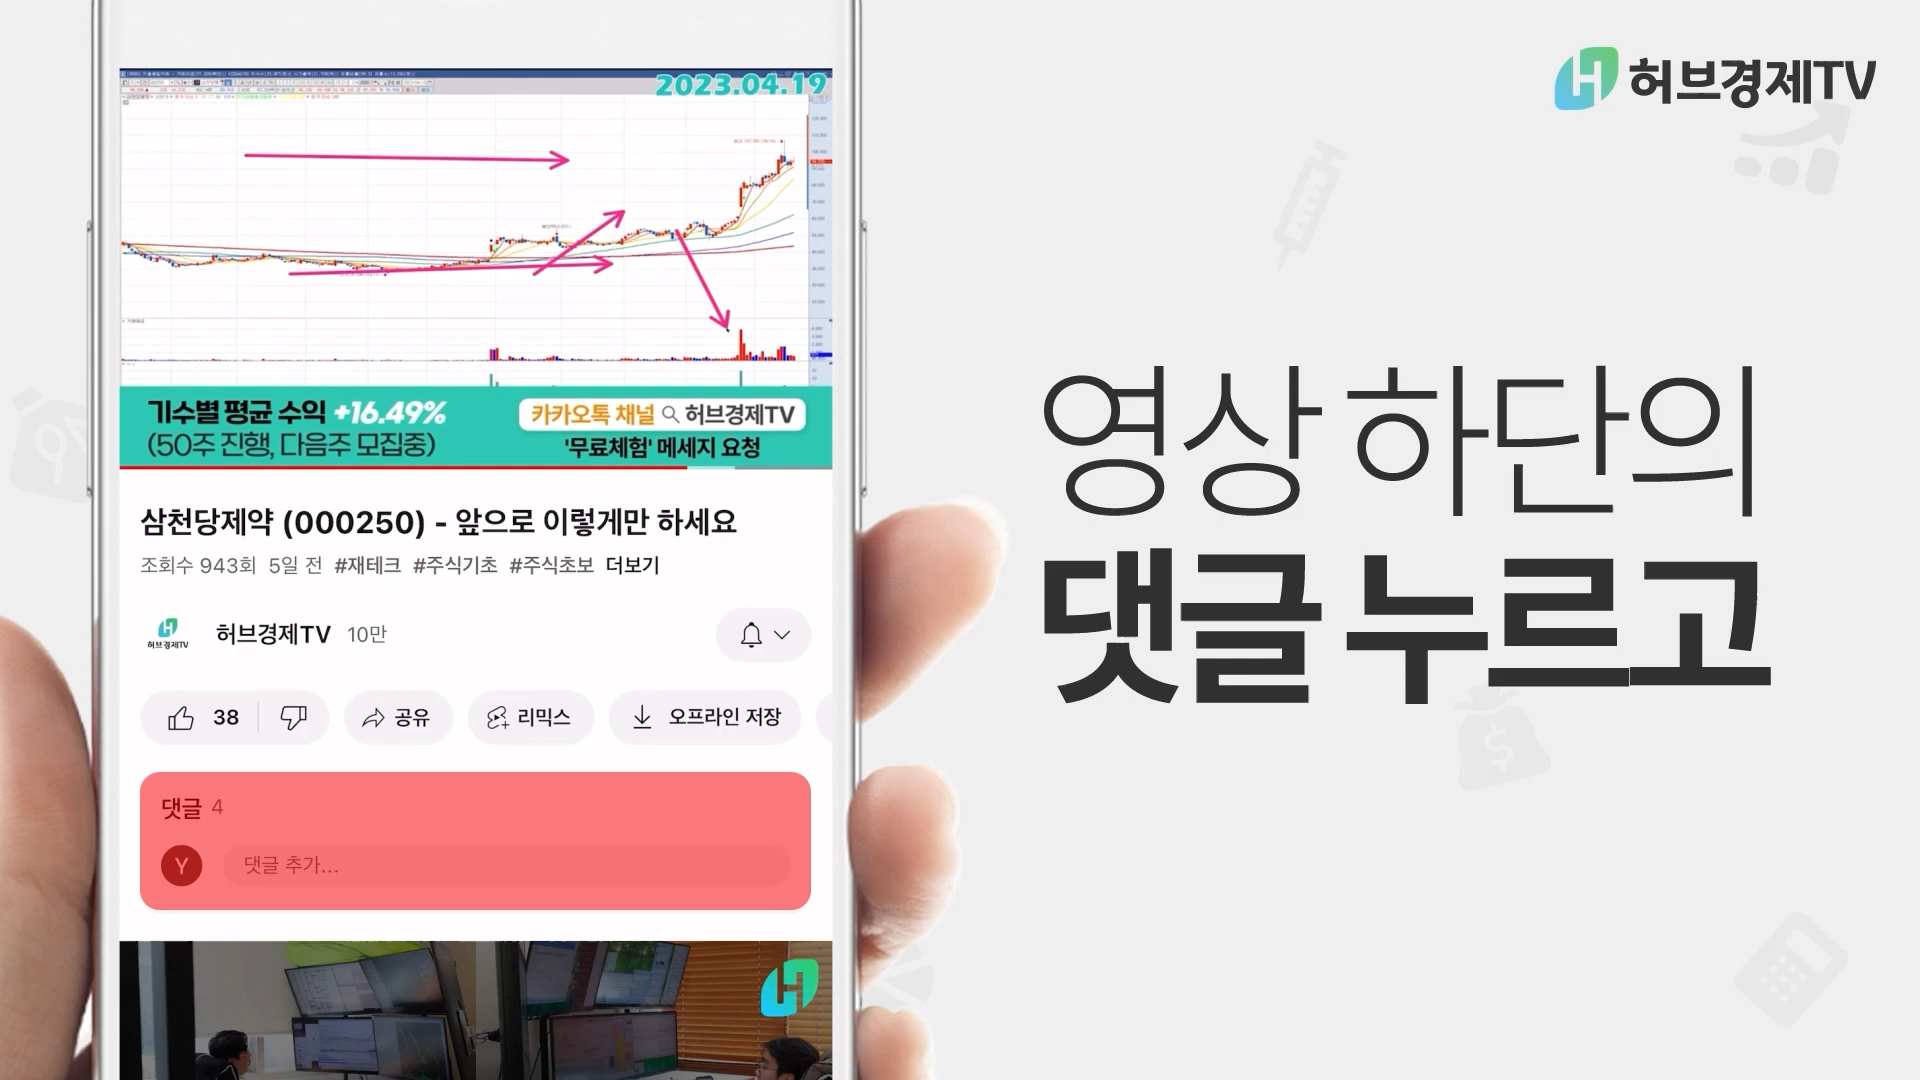 2023.04.19
허브경제TV
기수별 평균 수익 +16.49%
(50주 진행, 다음주 모집중)
카카오톡 채널 허브경제TV
'무료체험' 메세지 요청
영상 하단의
댓글 누르고
삼천당제약 (000250) - 앞으로 이렇게만 하세요
조회수 943회 5일 전 #재테크 #주식기초 #주식초보 더보기
허브경제TV
허브경제TV 10만
38
공유
리믹스
오프라인 저장
댓글 4
Y
댓글 추가...